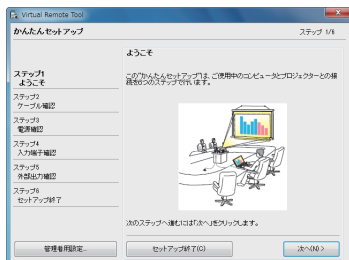 Virtual Remote Tool
かんたんセットアップ
ステップ 1/6
ようこそ
ステップ1
ようこそ
ステップ2
ケーブル確認
ステップ3
電源確認
ステップ4
入力端子確認
ステップ5
外部出力確認
ステップ6
セットアップ終了
この"かんたんセットアップ"は、ご使用中のコンピュータとプロジェクターとの接
続を6つのステップで行います。
次のステップへ進むには「次へ」をクリックします。
管理者用設定...
セットアップ終了(C)
次へ(N) >